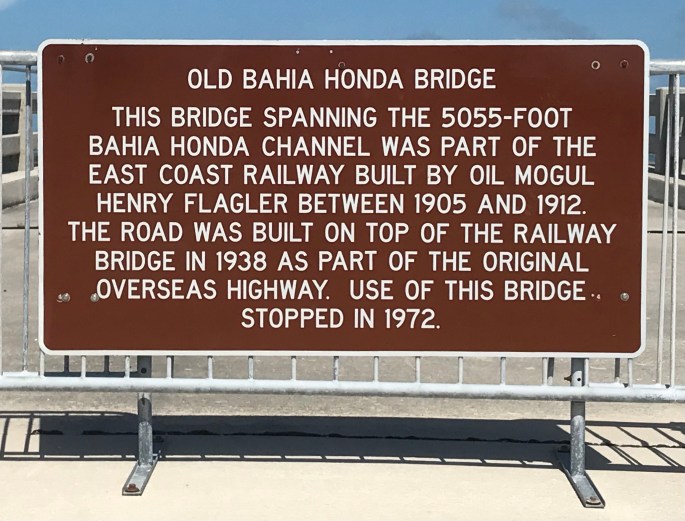 OLD BAHIA HONDA BRIDGE
THIS BRIDGE SPANNING THE 5055-FOOT
BAHIA HONDA CHANNEL WAS PART OF THE
EAST COAST RAILWAY BUILT BY OIL MOGUL
HENRY FLAGLER BETWEEN 1905 AND 1912.
THE ROAD WAS BUILT ON TOP OF THE RAILWAY
BRIDGE IN 1938 AS PART OF THE ORIGINAL
OVERSEAS HIGHWAY. USE OF THIS BRIDGE
STOPPED IN 1972.